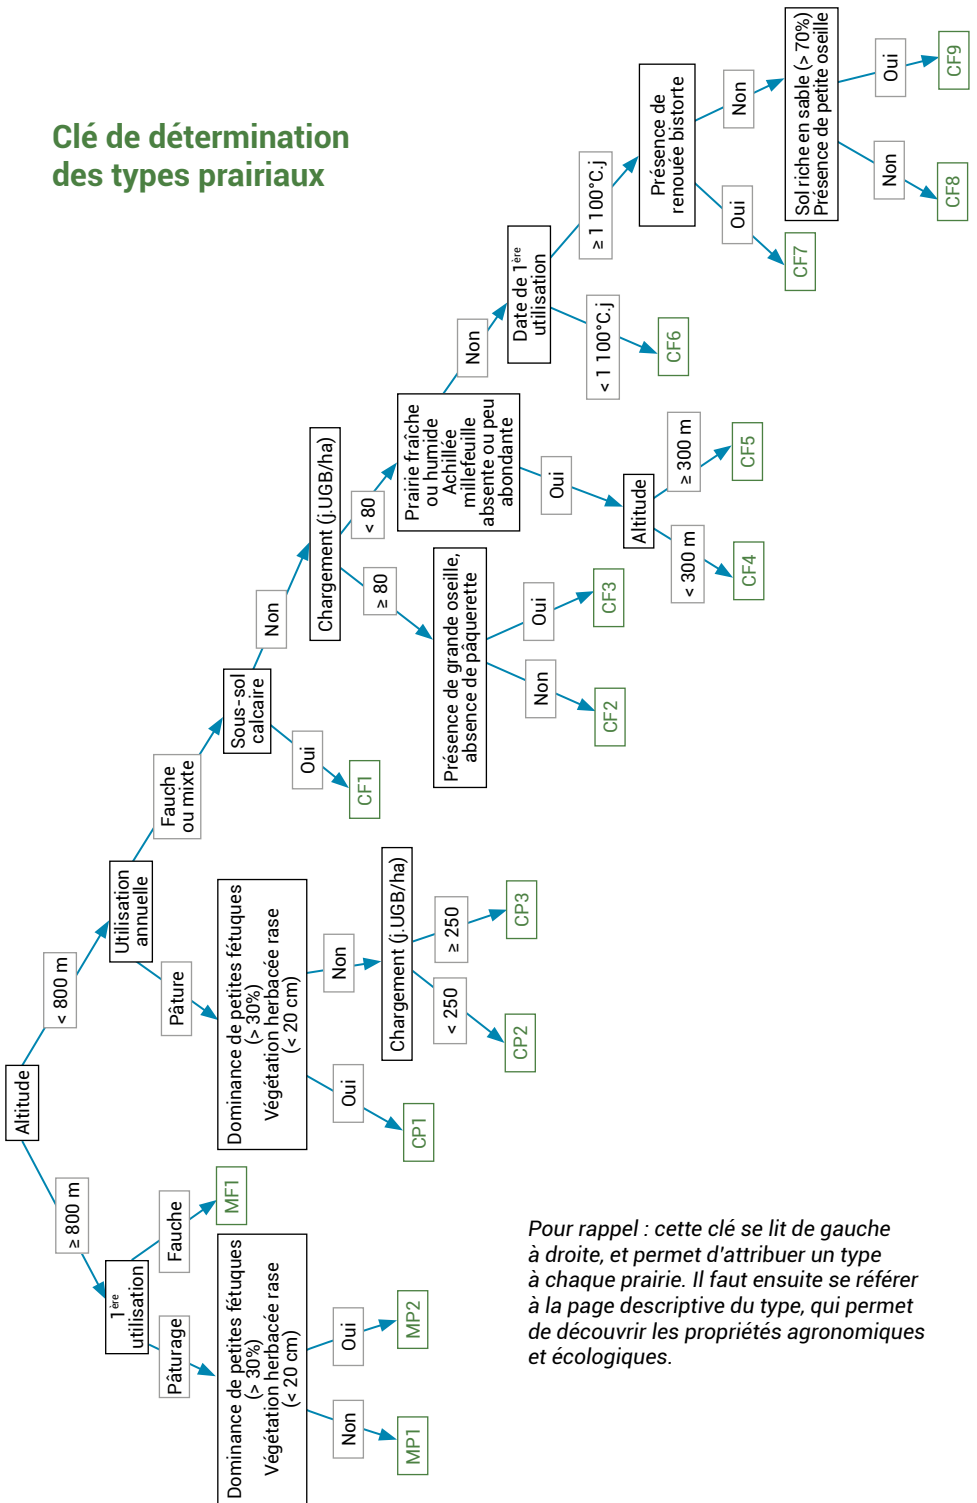 Clé de détermination
des types prairiaux
Altitude
≥ 800 m
< 800 m
1ère
utilisation
Pâturage
Fauche
MF1
Dominance de petites fétuques
(> 30%)
Végétation herbacée rase
(< 20 cm)
Non
Oui
MP1
MP2
Utilisation
annuelle
Pâture
Fauche
ou mixte
Dominance de petites fétuques
(> 30%)
Végétation herbacée rase
(< 20 cm)
Oui
Non
CP1
Chargement (j.UGB/ha)
< 250
≥ 250
CP2
CP3
Sous-sol
calcaire
Oui
Non
CF1
Chargement (j.UGB/ha)
≥ 80
< 80
Présence de grande oseille,
absence de pâquerette
Non
Oui
CF2
CF3
Prairie fraîche
ou humide
Achillée
millefeuille
absente ou peu
abondante
Oui
Non
Altitude
< 300 m
≥ 300 m
CF4
CF5
Date de 1ère
utilisation
< 1 100°C.j
≥ 1 100°C.j
CF6
Présence de
renouée bistorte
Oui
Non
CF7
Sol riche en sable (> 70%)
Présence de petite oseille
Non
Oui
CF8
CF9
Pour rappel : cette clé se lit de gauche
à droite, et permet d'attribuer un type
à chaque prairie. Il faut ensuite se référer
à la page descriptive du type, qui permet
de découvrir les propriétés agronomiques
et écologiques.